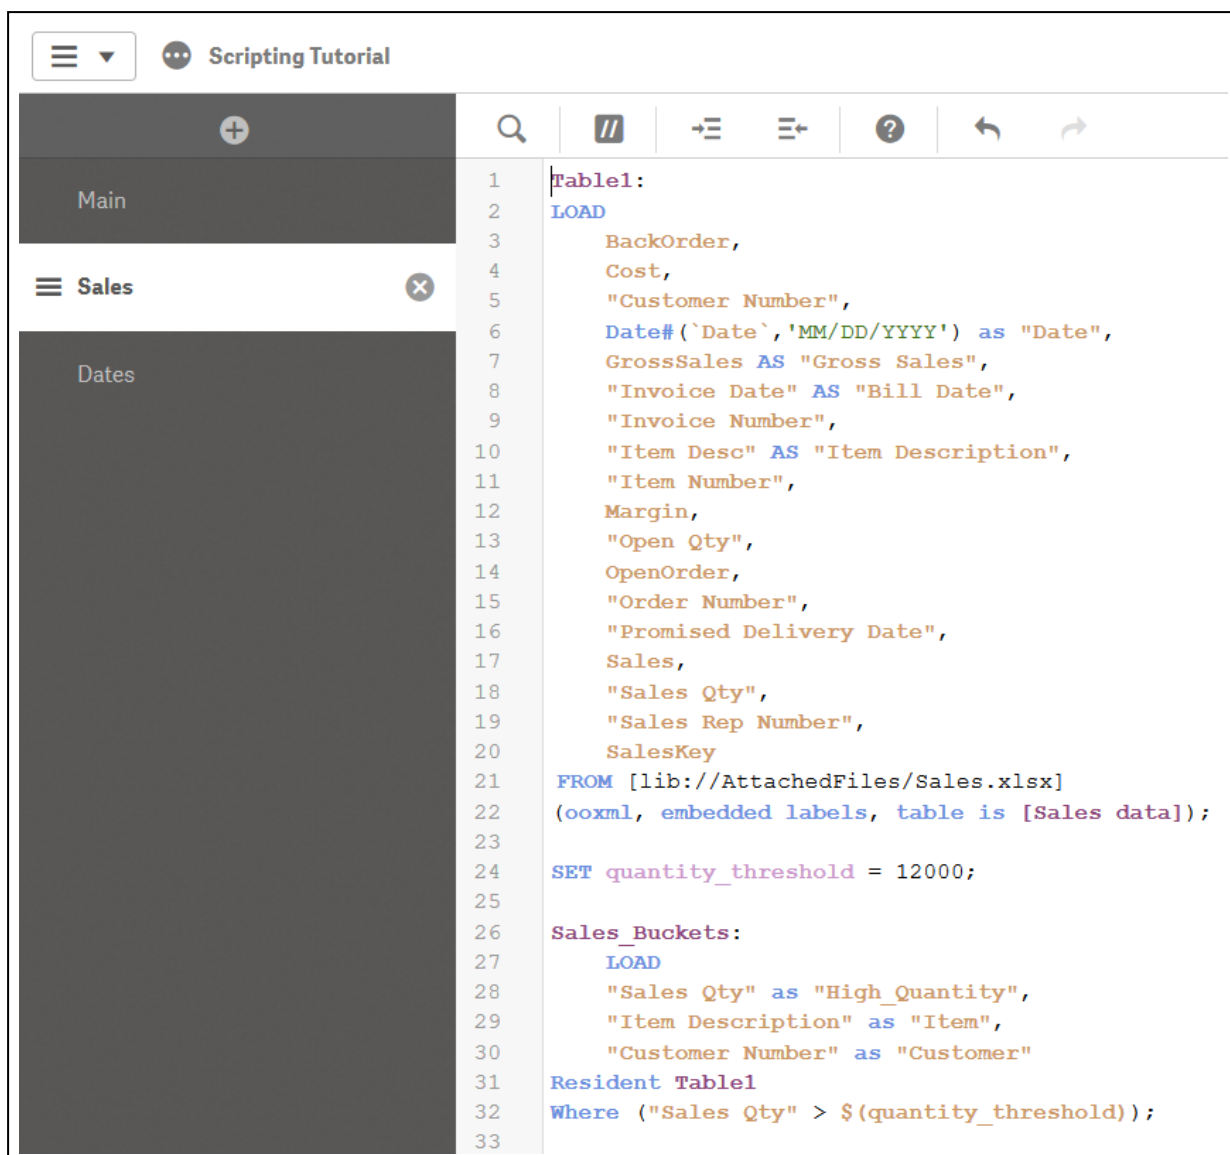 Scripting Tutorial
Main
Sales
Dates
//
?
1 Table1:
2 LOAD
3 BackOrder,
4 Cost,
5 "Customer Number",
6 Date#(`Date`,'MM/DD/YYYY') as "Date",
7 GrossSales AS "Gross Sales",
8 "Invoice Date" AS "Bill Date",
9 "Invoice Number",
10 "Item Desc" AS "Item Description",
11 "Item Number",
12 Margin,
13 "Open Qty",
14 OpenOrder,
15 "Order Number",
16 "Promised Delivery Date",
17 Sales,
18 "Sales Qty",
19 "Sales Rep Number",
20 SalesKey
21 FROM [lib://AttachedFiles/Sales.xlsx]
22 (ooxml, embedded labels, table is [Sales data]);
23
24 SET quantity_threshold = 12000;
25
26 Sales_Buckets:
27 LOAD
28 "Sales Qty" as "High_Quantity",
29 "Item Description" as "Item",
30 "Customer Number" as "Customer"
31 Resident Table1
32 Where ("Sales Qty" > $(quantity_threshold));
33